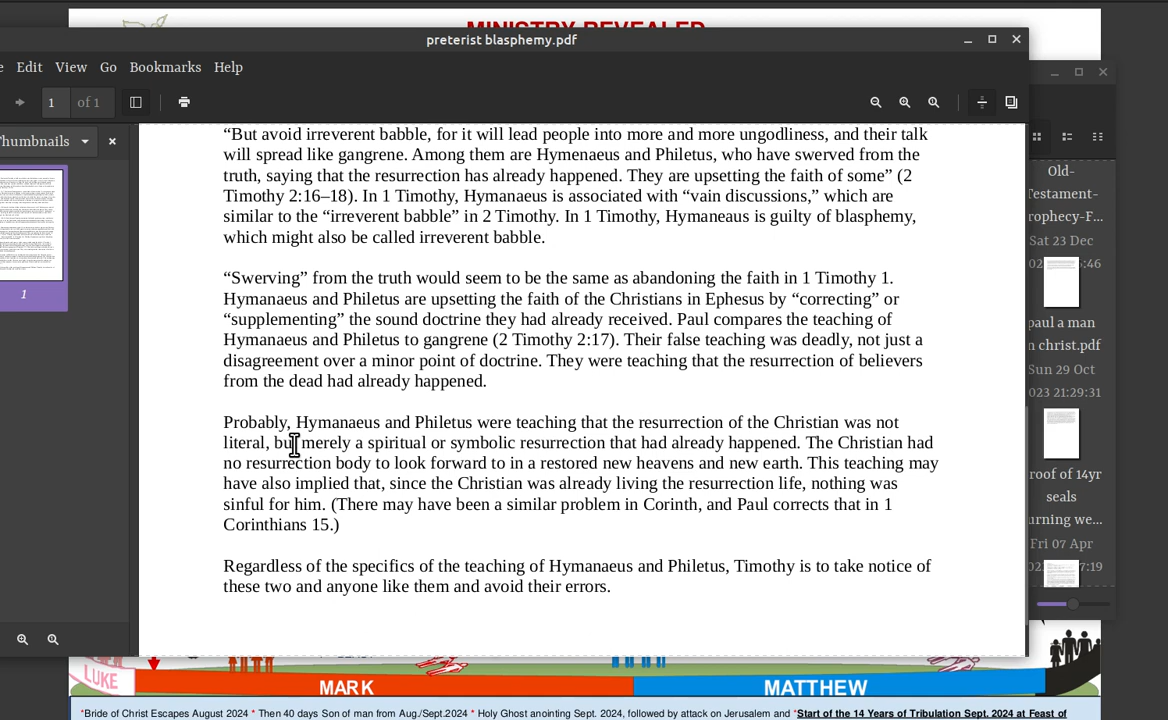 MINISTRY REVEALED
preterist blasphemy.pdf
Edit View Go Bookmarks Help
1 of 1
Thumbnails
1
“But avoid irreverent babble, for it will lead people into more and more ungodliness, and their talk
will spread like gangrene. Among them are Hymenaeus and Philetus, who have swerved from the
truth, saying that the resurrection has already happened. They are upsetting the faith of some” (2
Timothy 2:16–18). In 1 Timothy, Hymanaeus is associated with “vain discussions,” which are
similar to the “irreverent babble” in 2 Timothy. In 1 Timothy, Hymaneaus is guilty of blasphemy,
which might also be called irreverent babble.
“Swerving” from the truth would seem to be the same as abandoning the faith in 1 Timothy 1.
Hymanaeus and Philetus are upsetting the faith of the Christians in Ephesus by “correcting” or
“supplementing” the sound doctrine they had already received. Paul compares the teaching of
Hymanaeus and Philetus to gangrene (2 Timothy 2:17). Their false teaching was deadly, not just a
disagreement over a minor point of doctrine. They were teaching that the resurrection of believers
from the dead had already happened.
Probably, Hymanaeus and Philetus were teaching that the resurrection of the Christian was not
literal, but merely a spiritual or symbolic resurrection that had already happened. The Christian had
no resurrection body to look forward to in a restored new heavens and new earth. This teaching may
have also implied that, since the Christian was already living the resurrection life, nothing was
sinful for him. (There may have been a similar problem in Corinth, and Paul corrects that in 1
Corinthians 15.)
Regardless of the specifics of the teaching of Hymanaeus and Philetus, Timothy is to take notice of
these two and anyone like them and avoid their errors.
Old-
Testament-
rophecy-F...
Sat 23 Dec
:46
paul a man
n christ.pdf
Sun 29 Oct
023 21:29:31
roof of 14yr
seals
urning we...
Fri 07 Apr
7:19
LUKE
MARK
MATTHEW
*Bride of Christ Escapes August 2024 * Then 40 days Son of man from Aug./Sept.2024 * Holy Ghost anointing Sept. 2024, followed by attack on Jerusalem and *Start of the 14 Years of Tribulation Sept. 2024 at Feast of